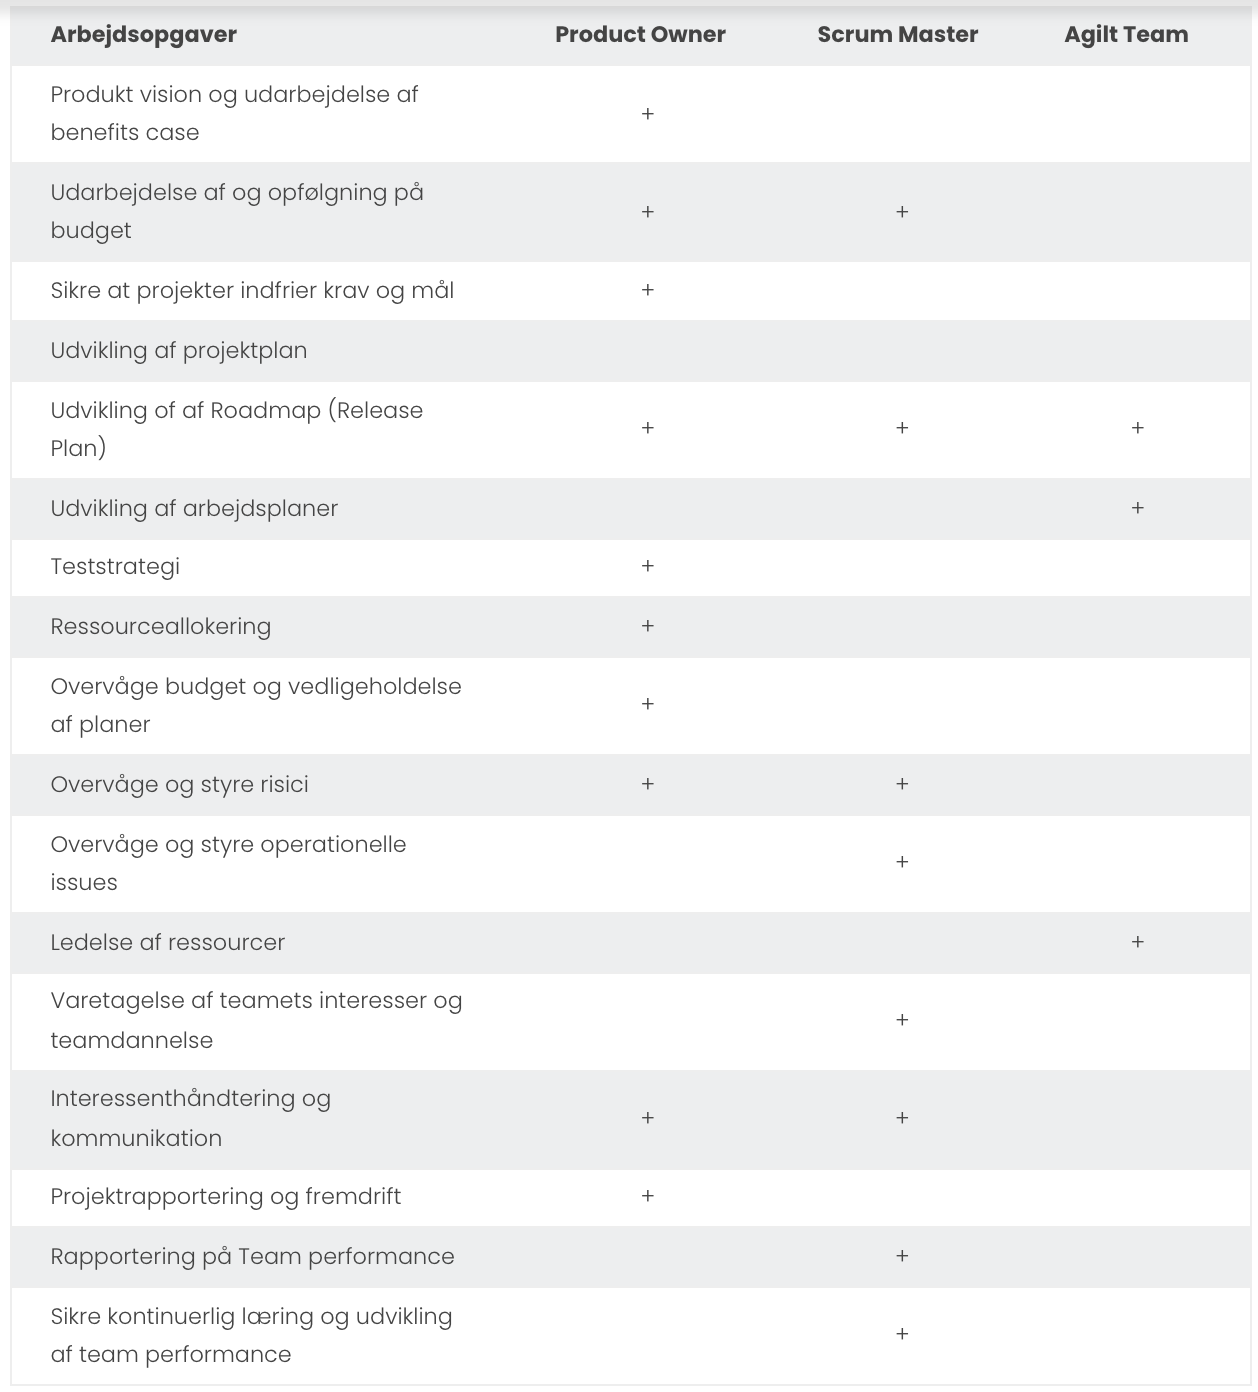 Arbejdsopgaver Product Owner Scrum Master Agilt Team
Produkt vision og udarbejdelse af
benefits case
+
Udarbejdelse af og opfølgning på
budget
+ +
Sikre at projekter indfrier krav og mål +
Udvikling af projektplan
Udvikling of af Roadmap (Release
Plan)
+ + +
Udvikling af arbejdsplaner +
Teststrategi +
Ressourceallokering +
Overvåge budget og vedligeholdelse
af planer
+
Overvåge og styre risici + +
Overvåge og styre operationelle
issues
+
Ledelse af ressourcer +
Varetagelse af teamets interesser og
teamdannelse
+
Interessenthåndtering og
kommunikation
+ +
Projektrapportering og fremdrift +
Rapportering på Team performance +
Sikre kontinuerlig læring og udvikling
af team performance
+